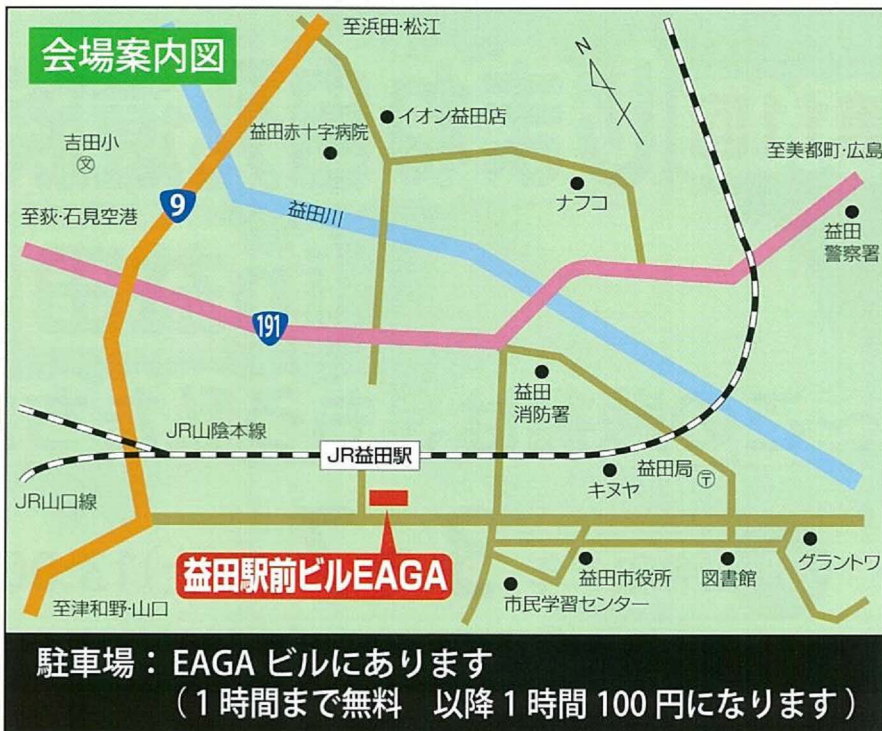 会場案内図
至浜田・松江
N
イオン益田店
益田赤十字病院
吉田小
文
至美都町・広島
ナフコ
9
益田川
至萩・石見空港
益田
警察署
191
益田
消防署
JR山陰本線
JR益田駅
益田局
〒
キヌヤ
JR山口線
益田駅前ビルEAGA
グラントワ
益田市役所
図書館
市民学習センター
至津和野・山口
駐車場：EAGA ビルにあります
（１時間まで無料　以降１時間 100 円になります）